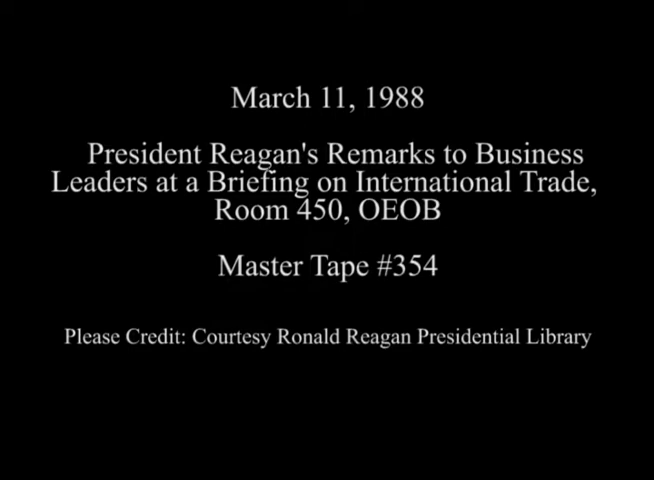 March 11, 1988
President Reagan's Remarks to Business
Leaders at a Briefing on International Trade,
Room 450, OEOB
Master Tape #354
Please Credit: Courtesy Ronald Reagan Presidential Library